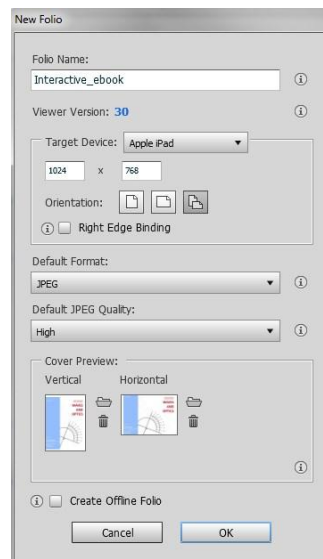 New Folio
Folio Name:
Interactive_ebook
Viewer Version: 30
Target Device: Apple iPad
1024 x 768
Orientation:
Right Edge Binding
Default Format:
JPEG
Default JPEG Quality:
High
Cover Preview:
Vertical Horizontal
Create Offline Folio
Cancel OK